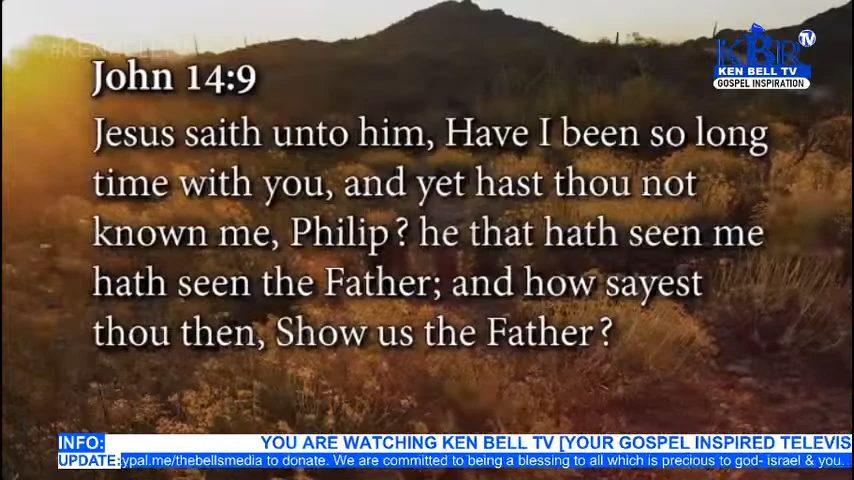 #KENBELLTV
KBR TV
KEN BELL TV
GOSPEL INSPIRATION
John 14:9
Jesus saith unto him, Have I been so long
time with you, and yet hast thou not
known me, Philip? he that hath seen me
hath seen the Father; and how sayest
thou then, Show us the Father?
INFO: YOU ARE WATCHING KEN BELL TV [YOUR GOSPEL INSPIRED TELEVIS
UPDATE: ypal.me/thebellsmedia to donate. We are committed to being a blessing to all which is precious to god- israel & you.